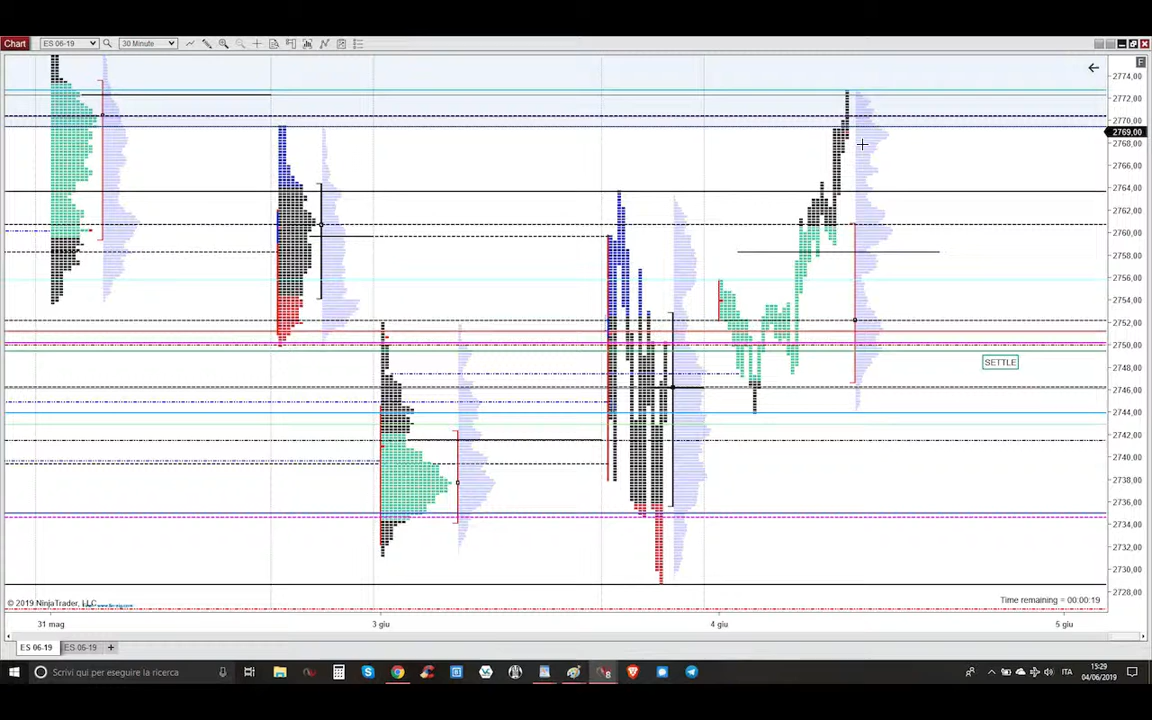 Chart
ES 06-19
30 Minute
F
2774,00
2772,00
2770,00
2769,00
2768,00
2766,00
2764,00
2762,00
2760,00
2758,00
2756,00
2754,00
2752,00
2750,00
SETTLE
2748,00
2746,00
2744,00
2742,00
2740,00
2738,00
2736,00
2734,00
2732,00
2730,00
2728,00
© 2019 NinjaTrader, LLC
Time remaining = 00:00:19
31 mag
3 giu
4 giu
5 giu
ES 06-19
ES 06-19
Scrivi qui per eseguire la ricerca
8
ITA
15:29
04/06/2019